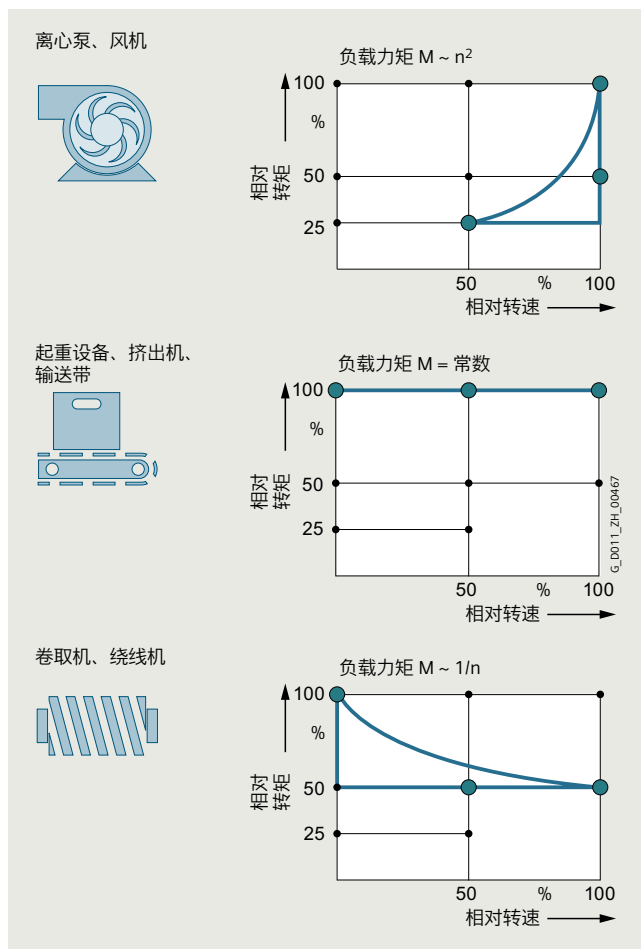 离心泵、风机
负载力矩 M ~ n²
100
%
50
25
相对
转矩
50 % 100
相对转速
起重设备、挤出机、
输送带
负载力矩 M = 常数
100
%
50
25
相对
转矩
50 % 100
相对转速
G_D011_ZH_00467
卷取机、绕线机
负载力矩 M ~ 1/n
100
%
50
25
相对
转矩
50 % 100
相对转速